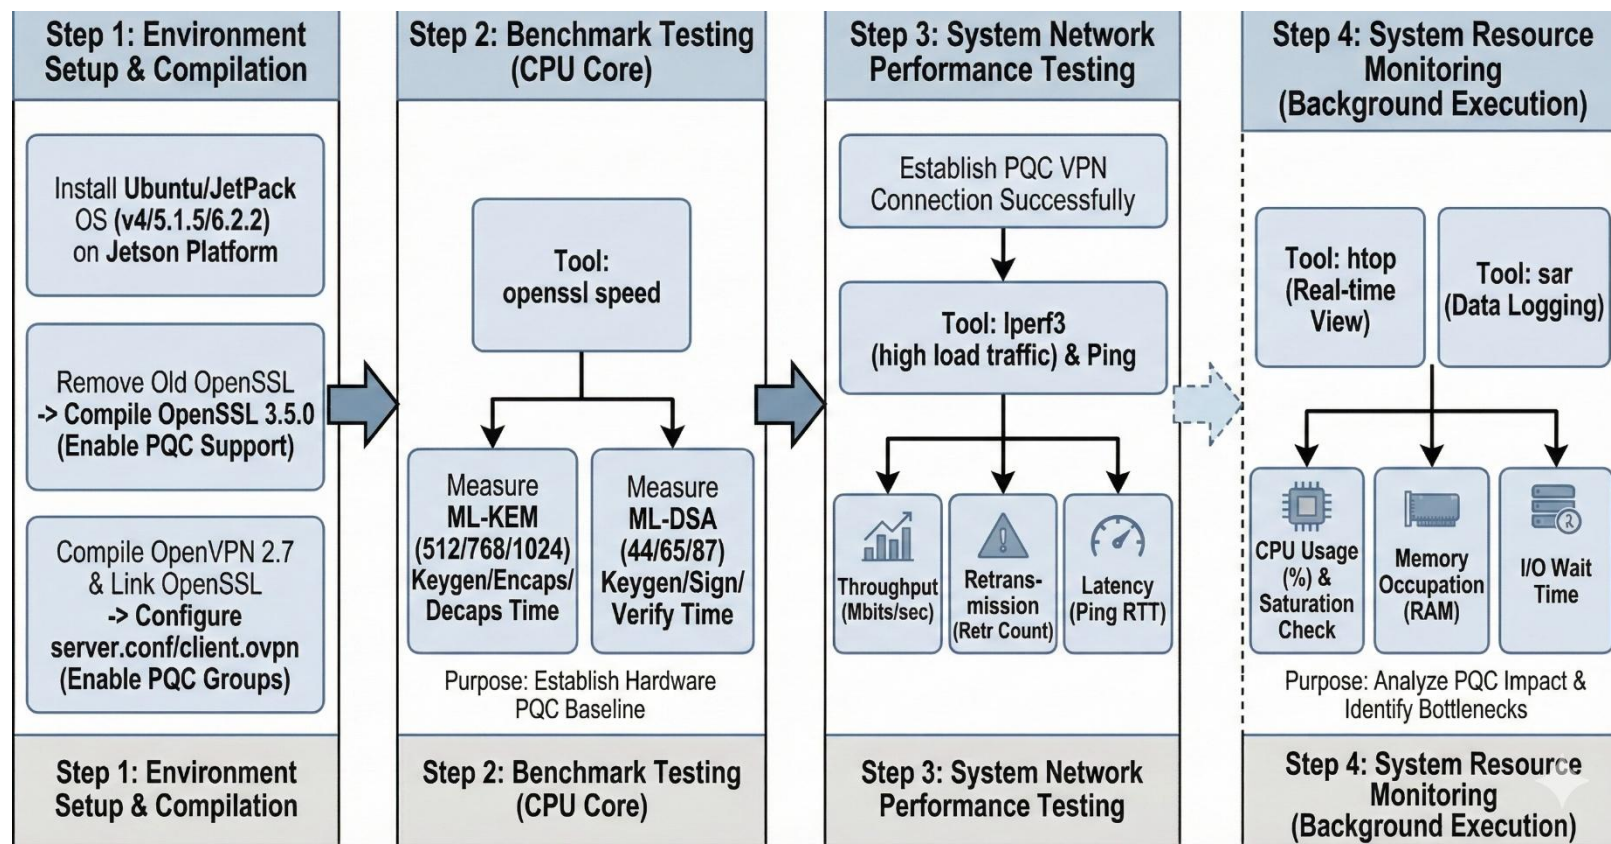 Step 1: Environment
Setup & Compilation
Install Ubuntu/JetPack
OS (v4/5.1.5/6.2.2)
on Jetson Platform
Remove Old OpenSSL
-> Compile OpenSSL 3.5.0
(Enable PQC Support)
Compile OpenVPN 2.7
& Link OpenSSL
-> Configure
server.conf/client.ovpn
(Enable PQC Groups)
Step 1: Environment
Setup & Compilation
Step 2: Benchmark Testing
(CPU Core)
Tool:
openssl speed
Measure
ML-KEM
(512/768/1024)
Keygen/Encaps/
Decaps Time
Measure
ML-DSA
(44/65/87)
Keygen/Sign/
Verify Time
Purpose: Establish Hardware
PQC Baseline
Step 2: Benchmark Testing
(CPU Core)
Step 3: System Network
Performance Testing
Establish PQC VPN
Connection Successfully
Tool: Iperf3
(high load traffic) & Ping
Throughput
(Mbits/sec)
Retrans-
mission
(Retr Count)
Latency
(Ping RTT)
Step 3: System Network
Performance Testing
Step 4: System Resource
Monitoring
(Background Execution)
Tool: htop
(Real-time
View)
Tool: sar
(Data Logging)
CPU Usage
(%) &
Saturation
Check
Memory
Occupation
(RAM)
I/O Wait
Time
Purpose: Analyze PQC Impact &
Identify Bottlenecks
Step 4: System Resource
Monitoring
(Background Execution)